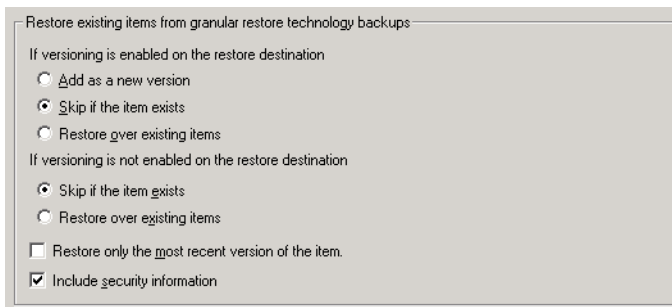 Restore existing items from granular restore technology backups
If versioning is enabled on the restore destination
Add as a new version
Skip if the item exists
Restore over existing items
If versioning is not enabled on the restore destination
Skip if the item exists
Restore over existing items
Restore only the most recent version of the item.
Include security information